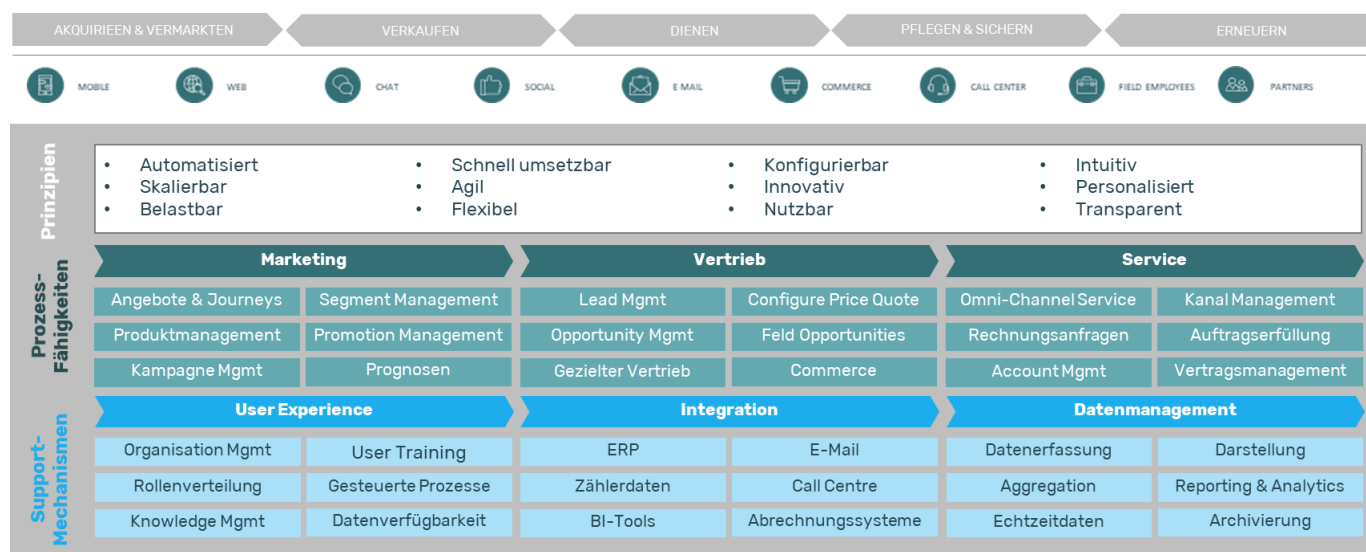 AKQUIRIEEN & VERMARKTEN
VERKAUFEN
DIENEN
PFLEGEN & SICHERN
ERNEUERN
MOBILE
WEB
CHAT
SOCIAL
E-MAIL
COMMERCE
CALL CENTER
FIELD EMPLOYEES
PARTNERS
Prinzipien
• Automatisiert
• Skalierbar
• Belastbar
• Schnell umsetzbar
• Agil
• Flexibel
• Konfigurierbar
• Innovativ
• Nutzbar
• Intuitiv
• Personalisiert
• Transparent
Prozess-
Fähigkeiten
Marketing
Vertrieb
Service
Angebote & Journeys
Segment Management
Lead Mgmt
Configure Price Quote
Omni-Channel Service
Kanal Management
Produktmanagement
Promotion Management
Opportunity Mgmt
Feld Opportunities
Rechnungsanfragen
Auftragserfüllung
Kampagne Mgmt
Prognosen
Gezielter Vertrieb
Commerce
Account Mgmt
Vertragsmanagement
Support-
Mechanismen
User Experience
Integration
Datenmanagement
Organisation Mgmt
User Training
ERP
E-Mail
Datenerfassung
Darstellung
Rollenverteilung
Gesteuerte Prozesse
Zählerdaten
Call Centre
Aggregation
Reporting & Analytics
Knowledge Mgmt
Datenverfügbarkeit
BI-Tools
Abrechnungssysteme
Echtzeitdaten
Archivierung